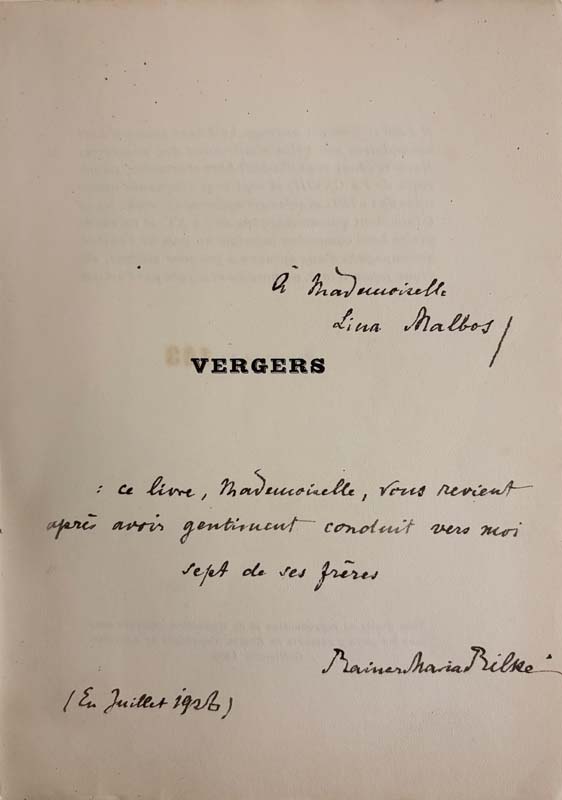 À Mademoiselle
Lina Malbos /
VERGERS
: ce livre, Mademoiselle, vous revient
après avoir gentiment conduit vers moi
sept de ses frères
Rainer Maria Rilke
(En Juillet 1926)